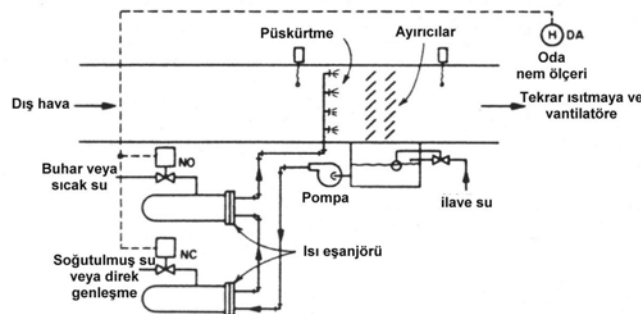 Püskürtme
Ayırıcılar
H
DA
Oda
nem ölçeri
Dış hava
Tekrar ısıtmaya ve
vantilatöre
NO
Buhar veya
sıcak su
Pompa
ilave su
NC
Isı eşanjörü
Soğutulmuş su
veya direk
genleşme